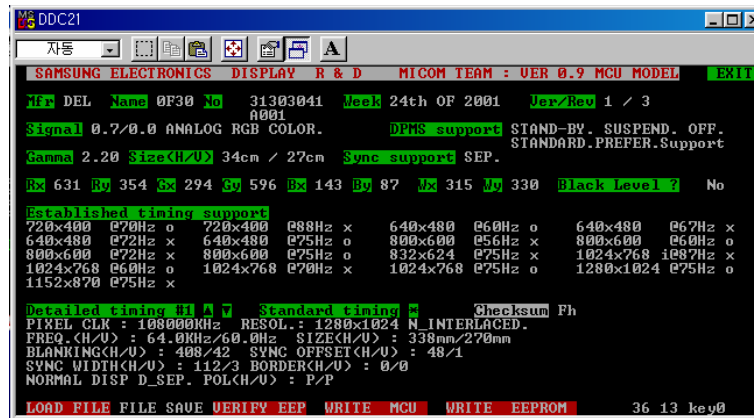 DDC21
자동
A
SAMSUNG ELECTRONICS DISPLAY R & D MICOM TEAM : VER 0.9 MCU MODEL EXIT
Mfr DEL Name 0F30 No 31303041 Week 24th OF 2001 Ver/Rev 1 / 3
A001
Signal 0.7/0.0 ANALOG RGB COLOR. DPMS support STAND-BY. SUSPEND. OFF.
STANDARD.PREFER.Support
Gamma 2.20 Size(H/V) 34cm / 27cm Sync support SEP.
Rx 631 Ry 354 Gx 294 Gy 596 Bx 143 By 87 Wx 315 Wy 330 Black Level ? No
Established timing support
720x400 @70Hz o 720x400 @88Hz x 640x480 @60Hz o 640x480 @67Hz x
640x480 @72Hz x 640x480 @75Hz o 800x600 @56Hz x 800x600 @60Hz o
800x600 @72Hz x 800x600 @75Hz o 832x624 @75Hz x 1024x768 i@87Hz x
1024x768 @60Hz o 1024x768 @70Hz x 1024x768 @75Hz o 1280x1024 @75Hz o
1152x870 @75Hz x
Detailed timing #1 ▲ ▼ Standard timing * Checksum Fh
PIXEL CLK : 108000KHz RESOL.: 1280x1024 N_INTERLACED.
FREQ.(H/V) : 64.0KHz/60.0Hz SIZE(H/V) : 338mm/270mm
BLANKING(H/V) : 408/42 SYNC OFFSET(H/V) : 48/1
SYNC WIDTH(H/V) : 112/3 BORDER(H/V) : 0/0
NORMAL DISP D_SEP. POL(H/V) : P/P
LOAD FILE FILE SAVE VERIFY EEP WRITE MCU WRITE EEPROM 36 13 key0